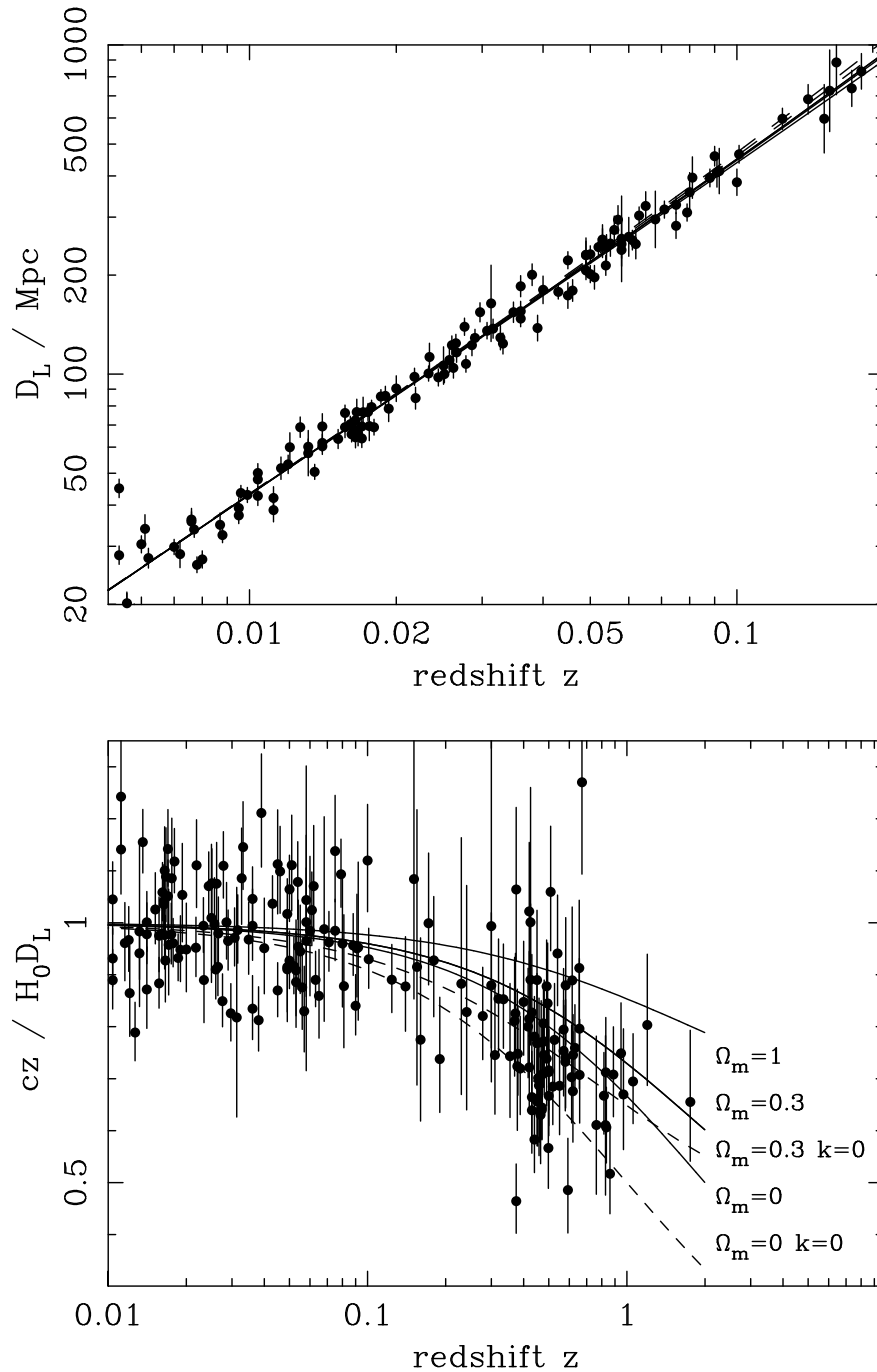 1000
500
200
100
50
20
D_L / Mpc
0.01 0.02 0.05 0.1
redshift z
1
0.5
cz / H_0D_L
Ω_m=1
Ω_m=0.3
Ω_m=0.3 k=0
Ω_m=0
Ω_m=0 k=0
0.01 0.1 1
redshift z